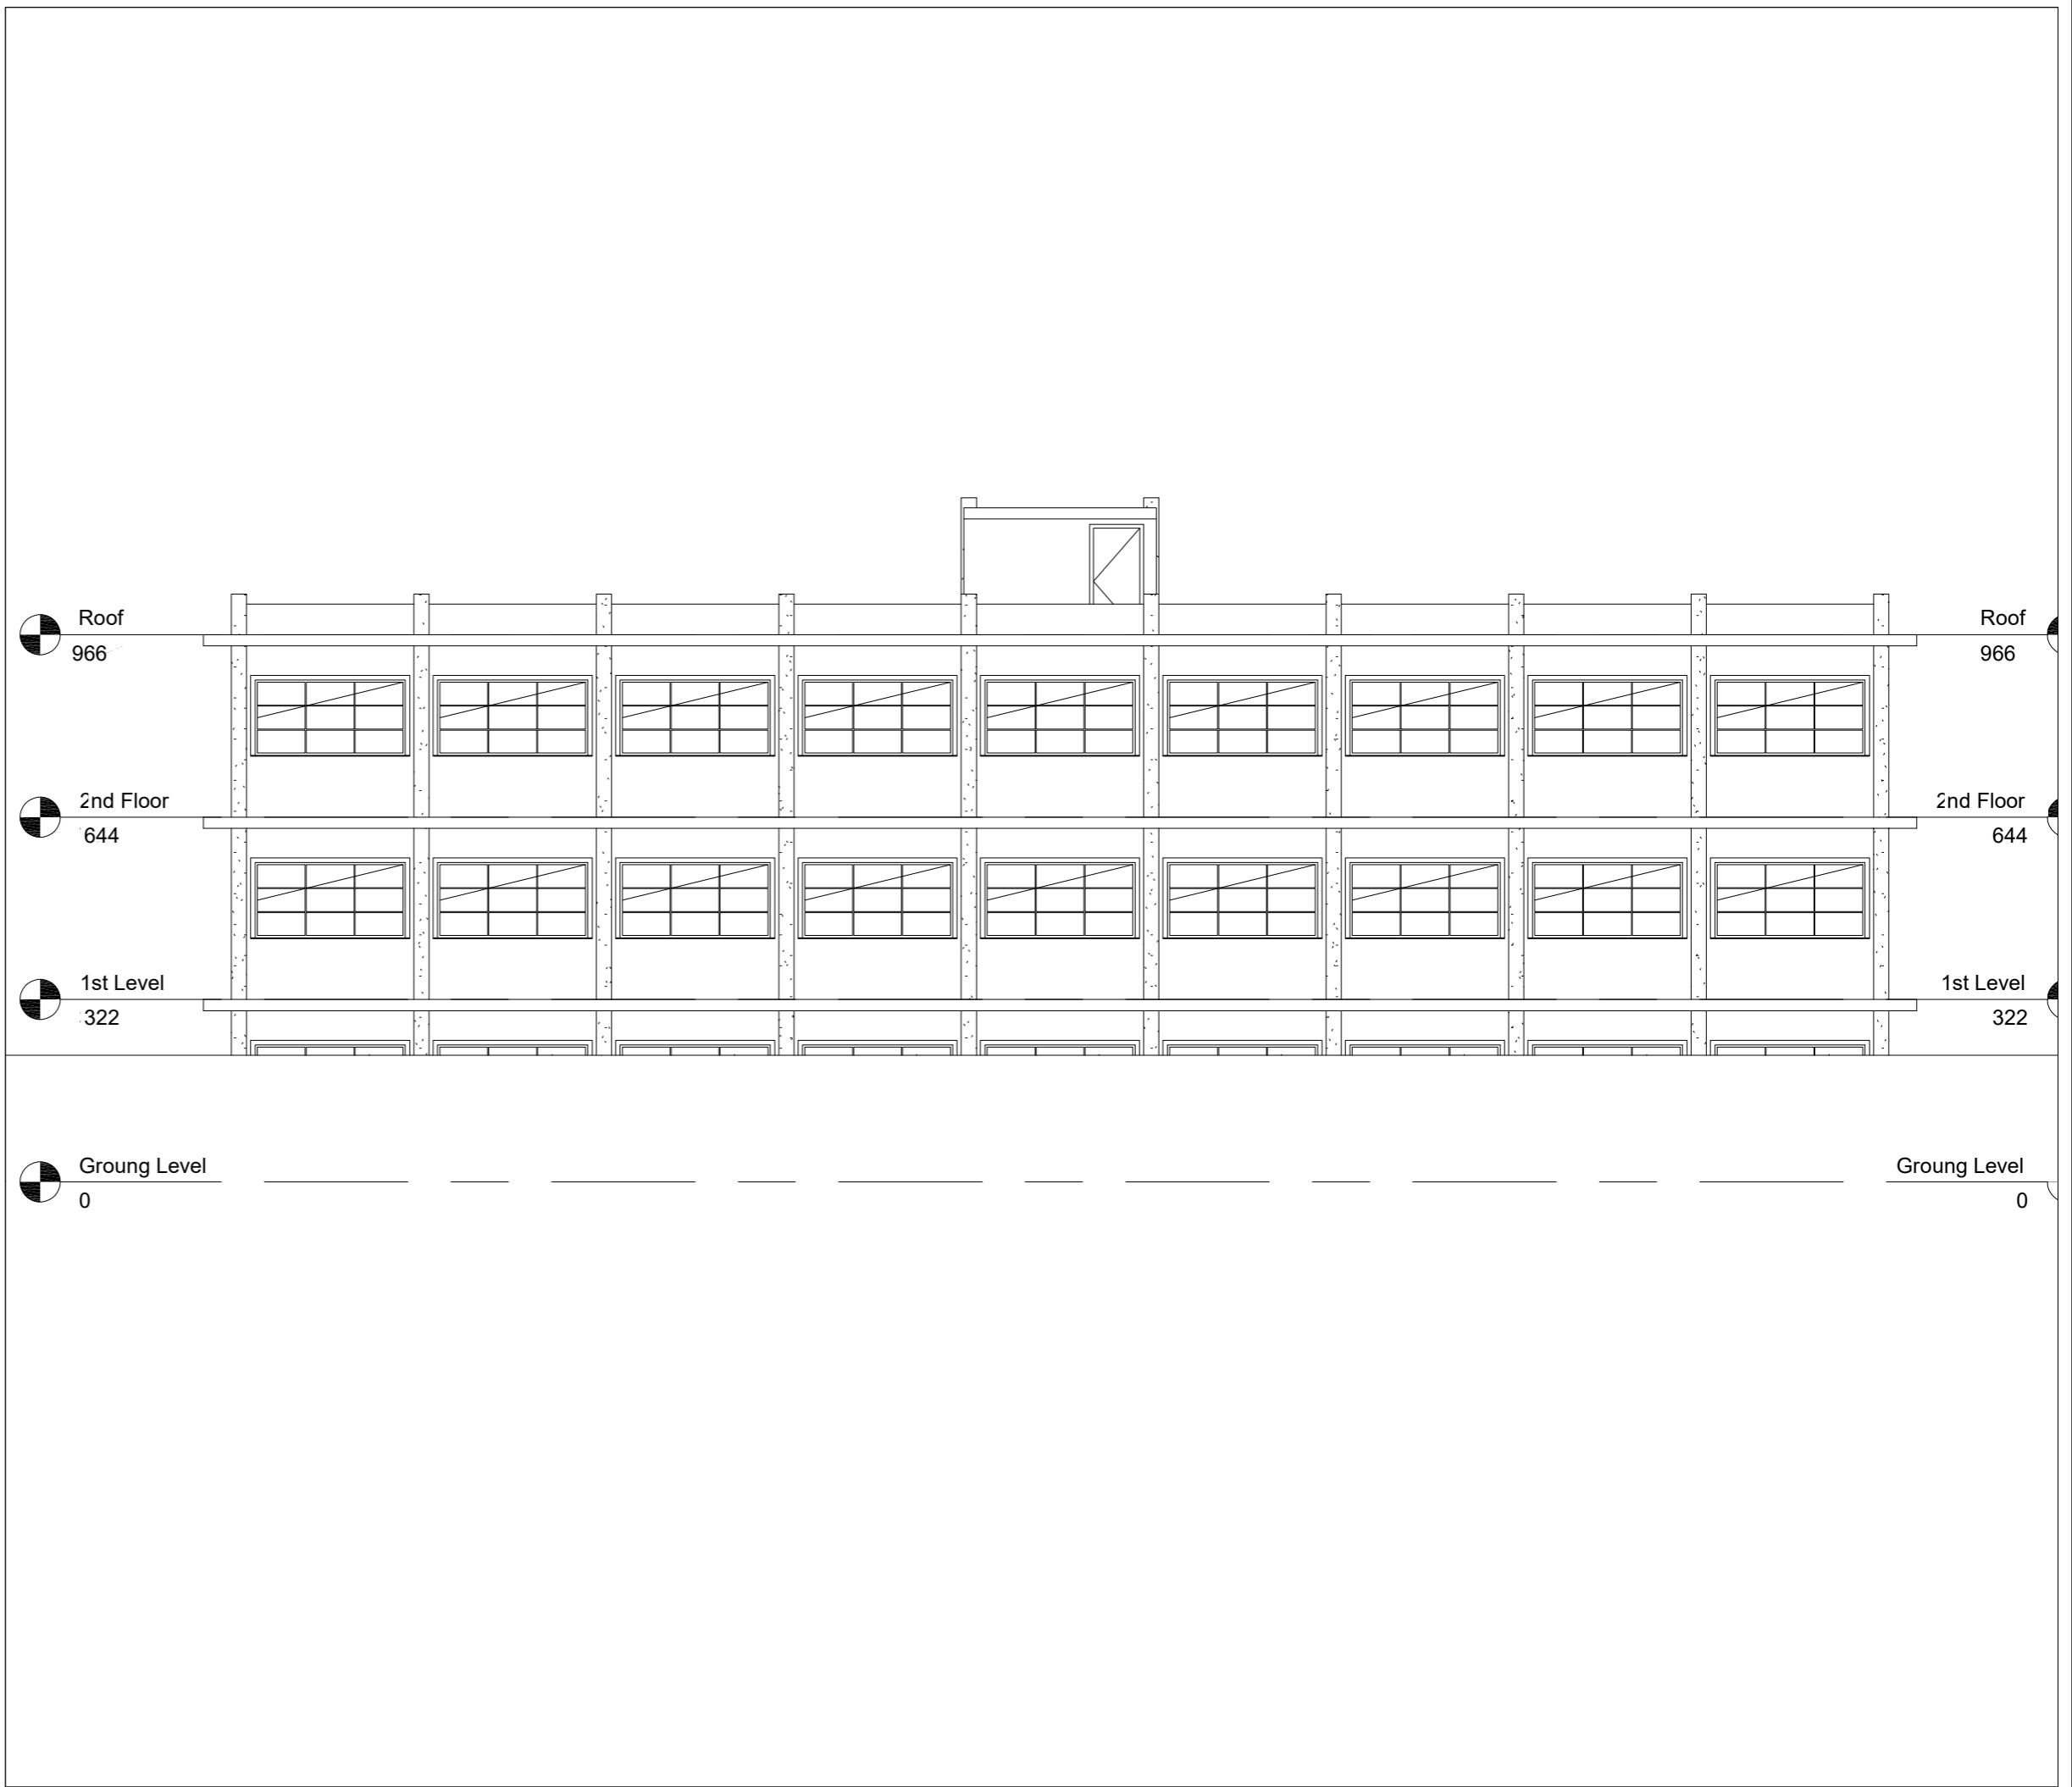 Roof Roof
966 966
2nd Floor 2nd Floor
644 644
1st Level 1st Level
322 322
Groung Level Groung Level
0 0